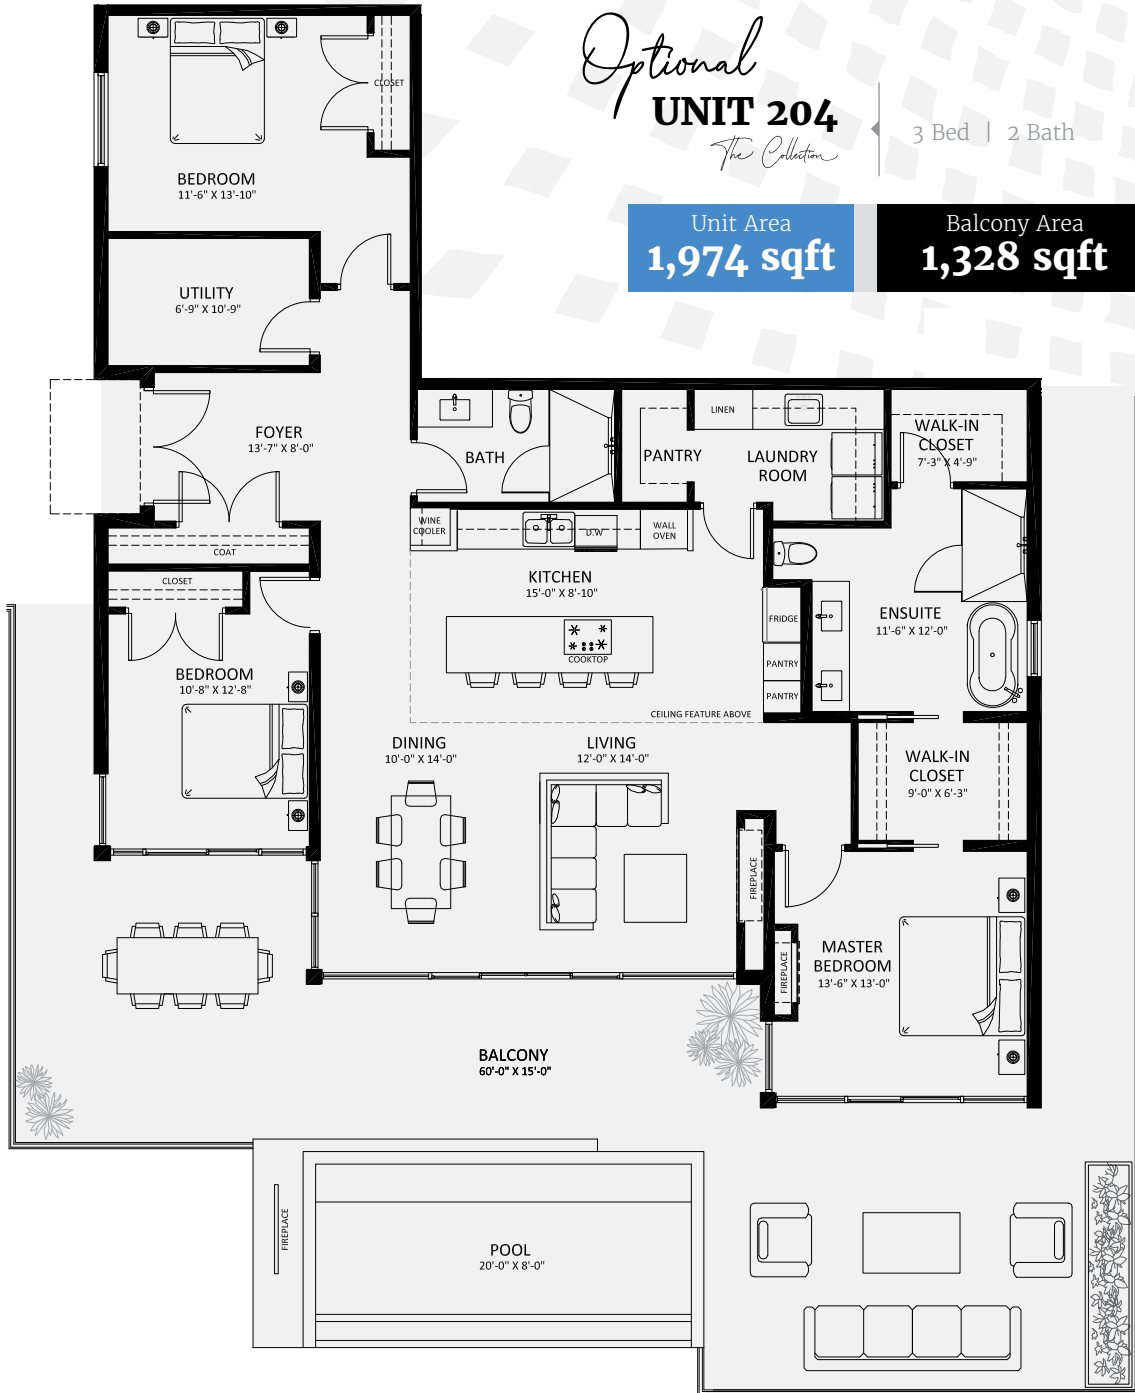 Optional
UNIT 204
The Collection
3 Bed | 2 Bath
Unit Area
1,974 sqft
Balcony Area
1,328 sqft
CLOSET
BEDROOM
11'-6" X 13'-10"
UTILITY
6'-9" X 10'-9"
FOYER
13'-7" X 8'-0"
COAT
CLOSET
BEDROOM
10'-8" X 12'-8"
BATH
PANTRY
LINEN
LAUNDRY
ROOM
WALK-IN
CLOSET
7'-3" X 4'-9"
WINE
COOLER
D.W
WALL
OVEN
KITCHEN
15'-0" X 8'-10"
COOKTOP
FRIDGE
PANTRY
PANTRY
CEILING FEATURE ABOVE
ENSUITE
11'-6" X 12'-0"
DINING
10'-0" X 14'-0"
LIVING
12'-0" X 14'-0"
WALK-IN
CLOSET
9'-0" X 6'-3"
FIREPLACE
FIREPLACE
MASTER
BEDROOM
13'-6" X 13'-0"
BALCONY
60'-0" X 15'-0"
FIREPLACE
POOL
20'-0" X 8'-0"